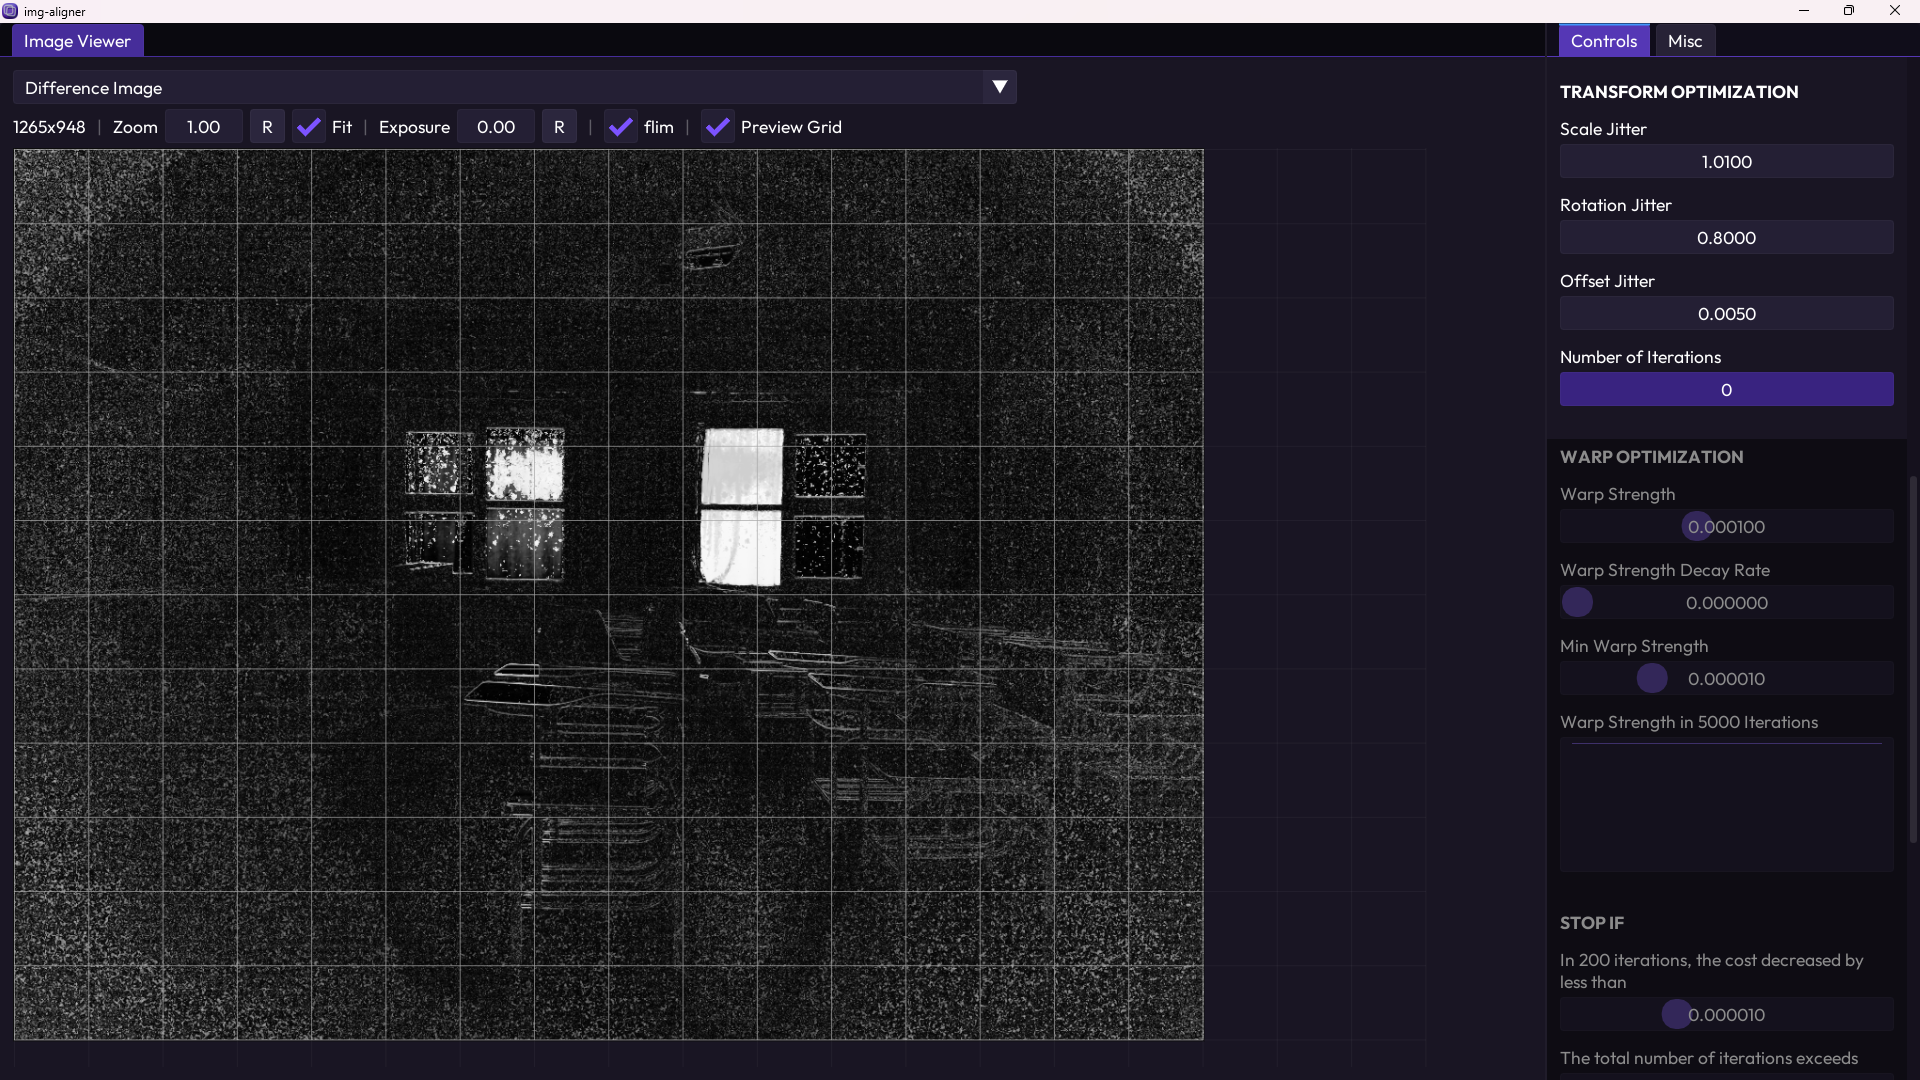 img-aligner
Image Viewer
Controls Misc
Difference Image
1265x948 | Zoom 1.00 R Fit | Exposure 0.00 R | flim | Preview Grid
TRANSFORM OPTIMIZATION
Scale Jitter
1.0100
Rotation Jitter
0.8000
Offset Jitter
0.0050
Number of Iterations
0
WARP OPTIMIZATION
Warp Strength
0.000100
Warp Strength Decay Rate
0.000000
Min Warp Strength
0.000010
Warp Strength in 5000 Iterations
STOP IF
In 200 iterations, the cost decreased by
less than
0.000010
The total number of iterations exceeds